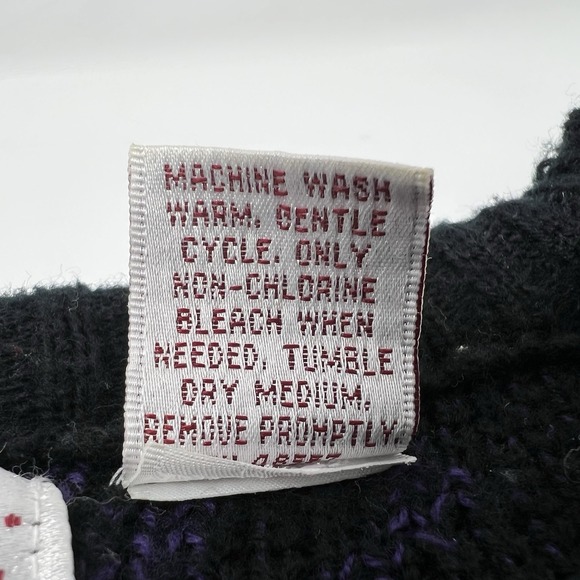 MACHINE WASH
WARM, GENTLE
CYCLE. ONLY
NON-CHLORINE
BLEACH WHEN
NEEDED. TUMBLE
DRY MEDIUM.
REMOVE PROMPTLY.